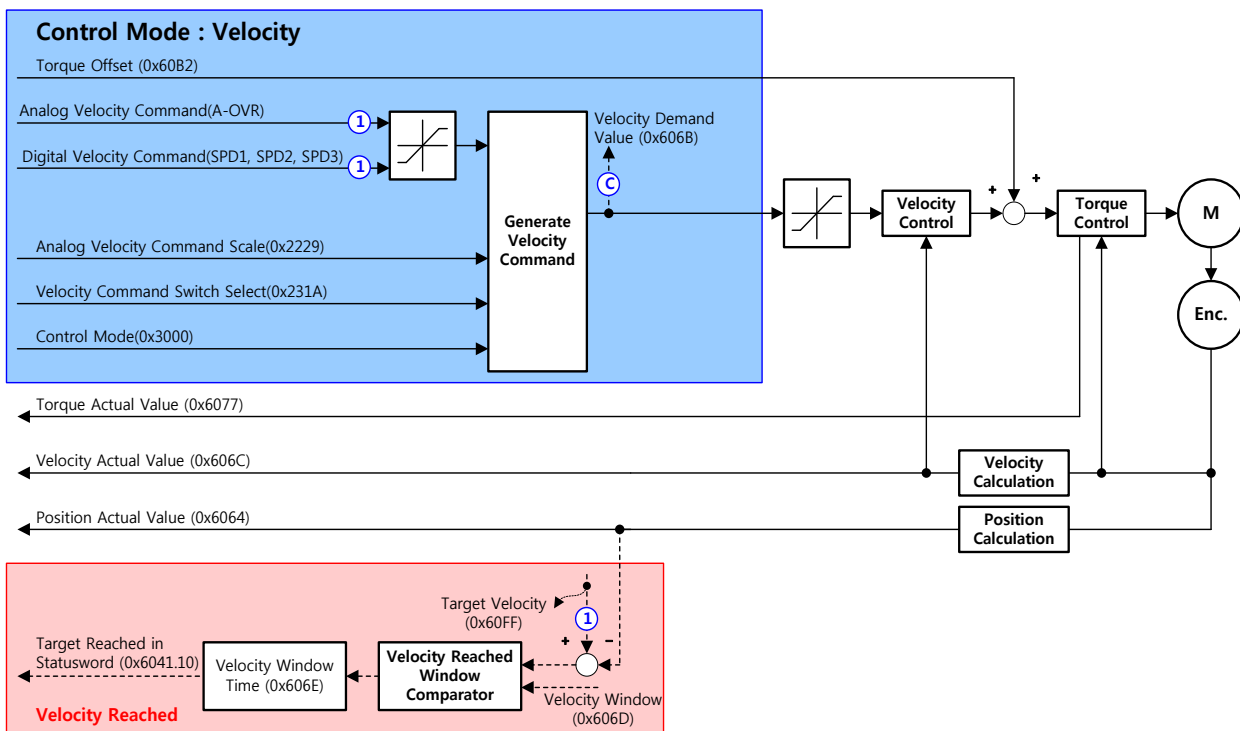 Control Mode : Velocity
Torque Offset (0x60B2)
Analog Velocity Command(A-OVR)
1
Digital Velocity Command(SPD1, SPD2, SPD3)
1
Velocity Demand
Value (0x606B)
C
Generate
Velocity
Command
Analog Velocity Command Scale(0x2229)
Velocity Command Switch Select(0x231A)
Control Mode(0x3000)
Velocity
Control
+
+
Torque
Control
M
Enc.
Torque Actual Value (0x6077)
Velocity Actual Value (0x606C)
Velocity
Calculation
Position Actual Value (0x6064)
Position
Calculation
Target Velocity
(0x60FF)
1
+
−
Target Reached in
Statusword (0x6041.10)
Velocity Window
Time (0x606E)
Velocity Reached
Window
Comparator
Velocity Window
(0x606D)
Velocity Reached